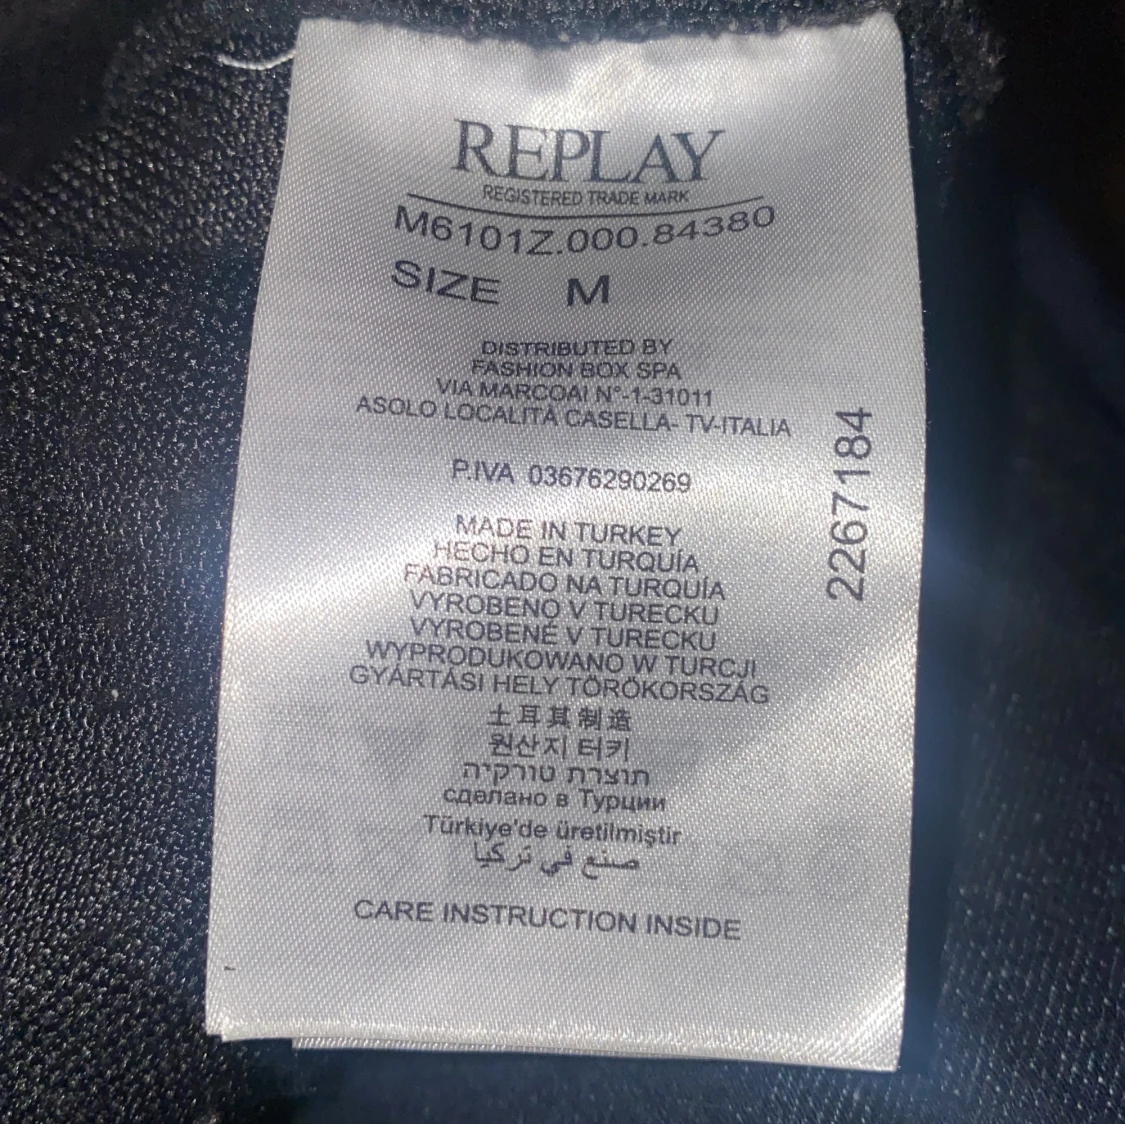 REPLAY
REGISTERED TRADE MARK
M6101Z.000.84380
SIZE M
DISTRIBUTED BY
FASHION BOX SPA
VIA MARCOAI N°-1-31011
ASOLO LOCALITÀ CASELLA- TV-ITALIA
P.IVA 03676290269
MADE IN TURKEY
HECHO EN TURQUÍA
FABRICADO NA TURQUÍA
VYROBENO V TURECKU
VYROBENÉ V TURECKU
WYPRODUKOWANO W TURCJI
GYÁRTÁSI HELY TÖRÖKORSZÁG
土耳其制造
원산지 터키
תוצרת טורקיה
сделано в Турции
Türkiye'de üretilmiştir
صنع في تركيا
CARE INSTRUCTION INSIDE
2267184